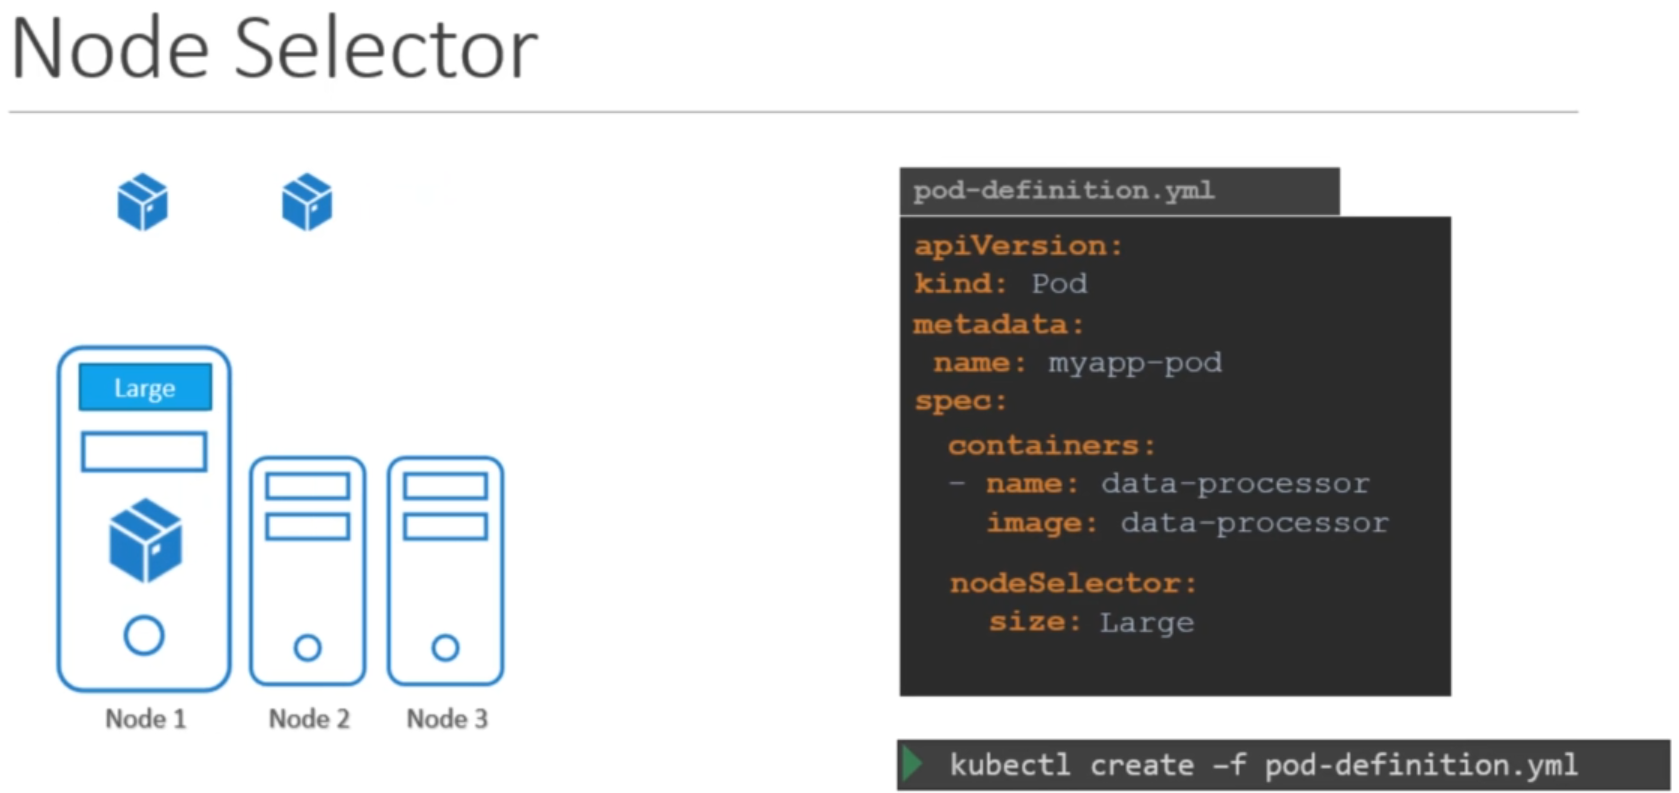 Node Selector
Large
Node 1
Node 2
Node 3
pod-definition.yml
apiVersion:
kind: Pod
metadata:
name: myapp-pod
spec:
containers:
- name: data-processor
image: data-processor
nodeSelector:
size: Large
kubectl create –f pod-definition.yml